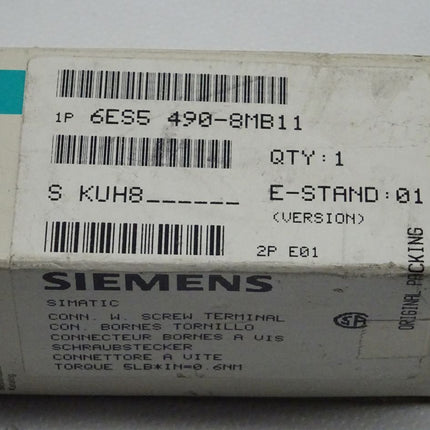 1P 6ES5 490-8MB11
QTY:1
S KUH8______ E-STAND:01
(VERSION)
2P E01
SIEMENS
SIMATIC
CONN. W. SCREW TERMINAL
CON. BORNES TORNILLO
CONNECTEUR BORNES A VIS
SCHRAUBSTECKER
CONNETTORE A VITE
TORQUE 5LB*IN=0.6NM
ORIGINAL PACKING